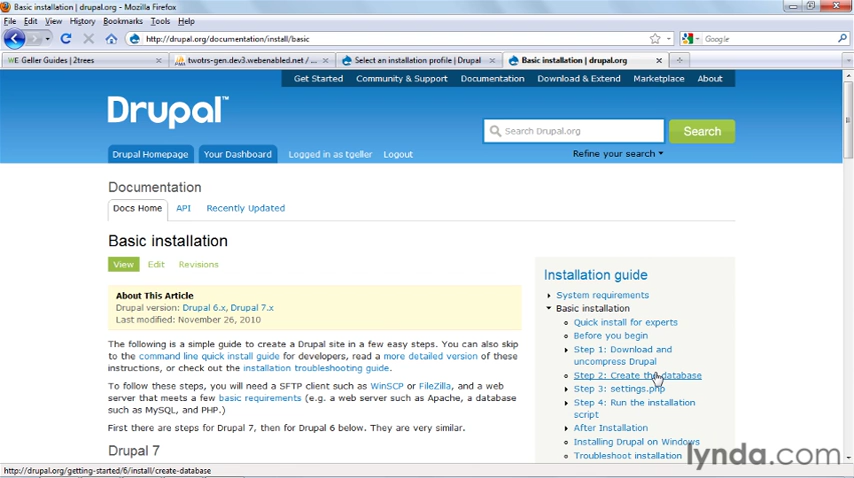 Basic installation | drupal.org - Mozilla Firefox
File Edit View History Bookmarks Tools Help
http://drupal.org/documentation/install/basic
Google
WE Geller Guides | 2trees
twotrs-gen.dev3.webenabled.net / ...
Select an installation profile | Drupal
Basic installation | drupal.org
Get Started Community & Support Documentation Download & Extend Marketplace About
Drupal™
Search Drupal.org
Search
Drupal Homepage Your Dashboard Logged in as tgeller Logout
Refine your search
Documentation
Docs Home API Recently Updated
Basic installation
View Edit Revisions
About This Article
Drupal version: Drupal 6.x, Drupal 7.x
Last modified: November 26, 2010
The following is a simple guide to create a Drupal site in a few easy steps. You can also skip
to the command line quick install guide for developers, read a more detailed version of these
instructions, or check out the installation troubleshooting guide.
To follow these steps, you will need a SFTP client such as WinSCP or FileZilla, and a web
server that meets a few basic requirements (e.g. a web server such as Apache, a database
such as MySQL, and PHP.)
First there are steps for Drupal 7, then for Drupal 6 below. They are very similar.
Drupal 7
Installation guide
System requirements
Basic installation
Quick install for experts
Before you begin
Step 1: Download and
uncompress Drupal
Step 2: Create the database
Step 3: settings.php
Step 4: Run the installation
script
After Installation
Installing Drupal on Windows
Troubleshoot installation
lynda.com
http://drupal.org/getting-started/6/install/create-database